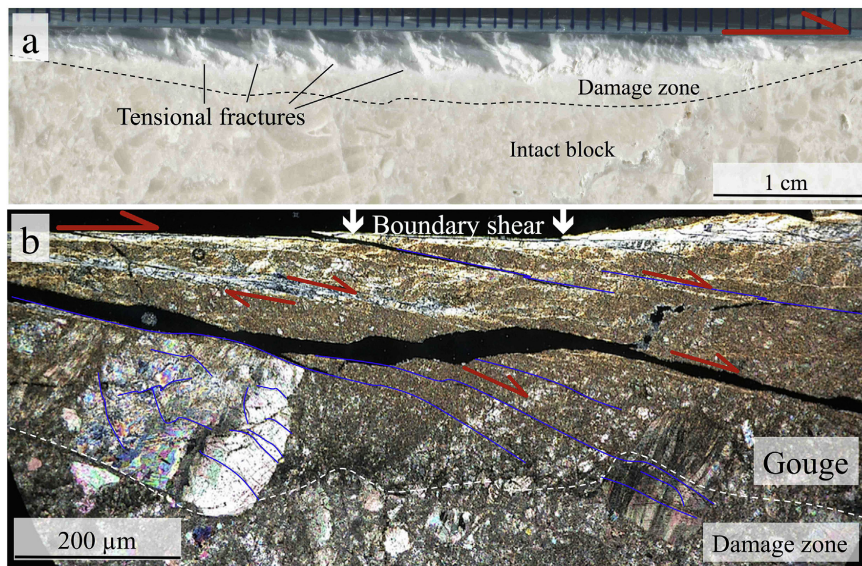 a
Damage zone
Tensional fractures
Intact block
1 cm
b
Boundary shear
Gouge
200 µm
Damage zone